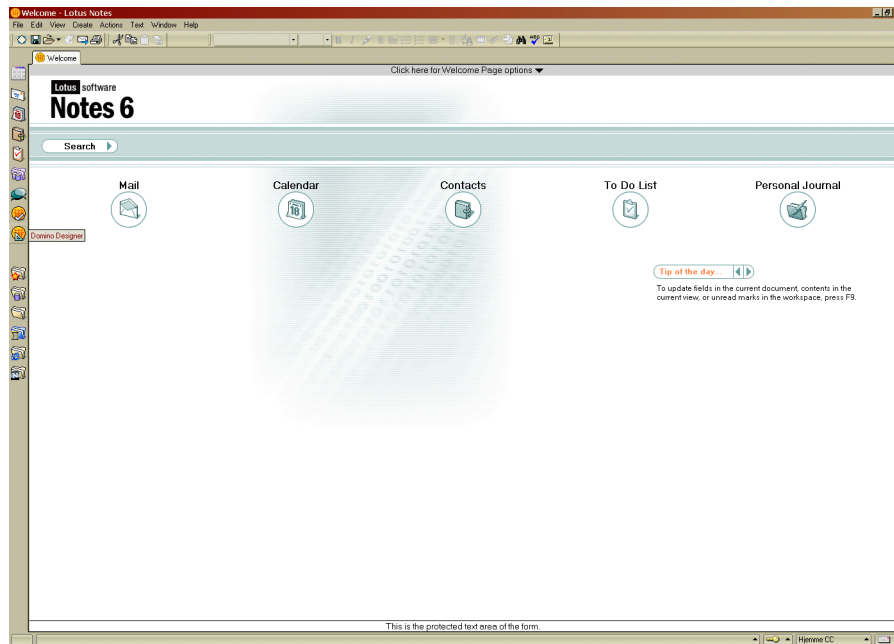 Welcome - Lotus Notes
File Edit View Create Actions Text Window Help
Welcome
Click here for Welcome Page options
Lotus software
Notes 6
Search
Mail Calendar Contacts To Do List Personal Journal
18
Domino Designer
Tip of the day...
To update fields in the current document, contents in the
current view, or unread marks in the workspace, press F9.
This is the protected text area of the form.
Hjemme CC